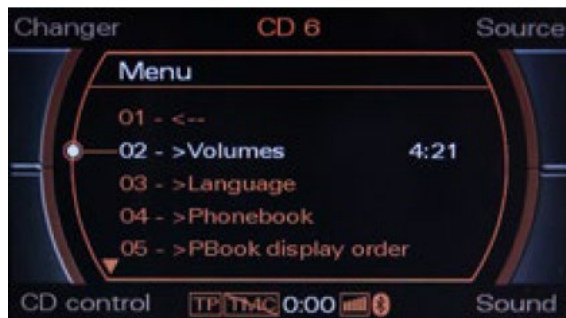 Changer CD 6 Source
Menu
01 - <--
02 - >Volumes 4:21
03 - >Language
04 - >Phonebook
05 - >PBook display order
CD control TP TMC 0:00 Sound